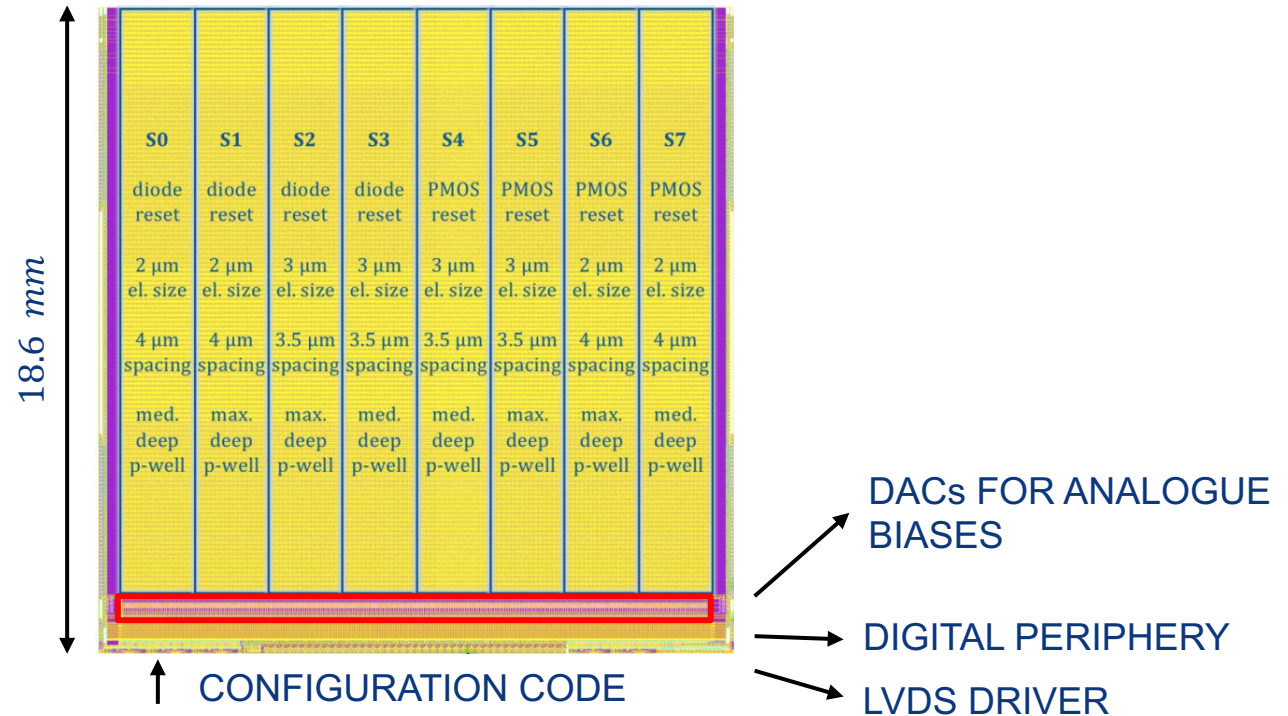 S0 S1 S2 S3 S4 S5 S6 S7
diode diode diode diode PMOS PMOS PMOS PMOS
reset reset reset reset reset reset reset reset
2 μm 2 μm 3 μm 3 μm 3 μm 3 μm 2 μm 2 μm
el. size el. size el. size el. size el. size el. size el. size el. size
4 μm 4 μm 3.5 μm 3.5 μm 3.5 μm 3.5 μm 4 μm 4 μm
spacing spacing spacing spacing spacing spacing spacing spacing
med. max. max. med. med. max. max. med.
deep deep deep deep deep deep deep deep
p-well p-well p-well p-well p-well p-well p-well p-well
18.6 mm
DACs FOR ANALOGUE
BIASES
DIGITAL PERIPHERY
LVDS DRIVER
CONFIGURATION CODE